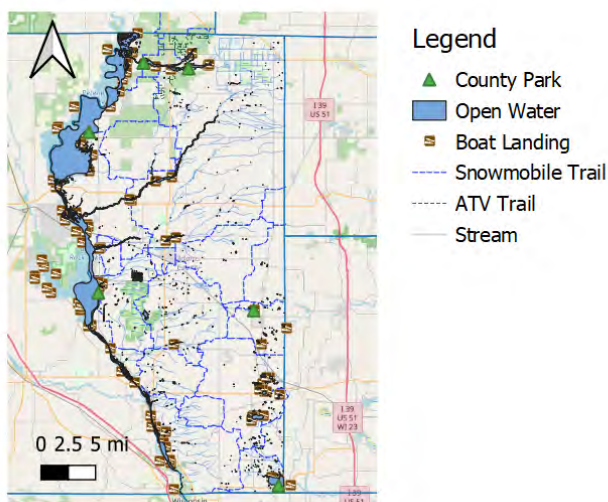 Legend
County Park
Open Water
Boat Landing
Snowmobile Trail
ATV Trail
Stream
I 39
US 51
I 39
US 51
WI 23
I 39
0 2.5 5 mi